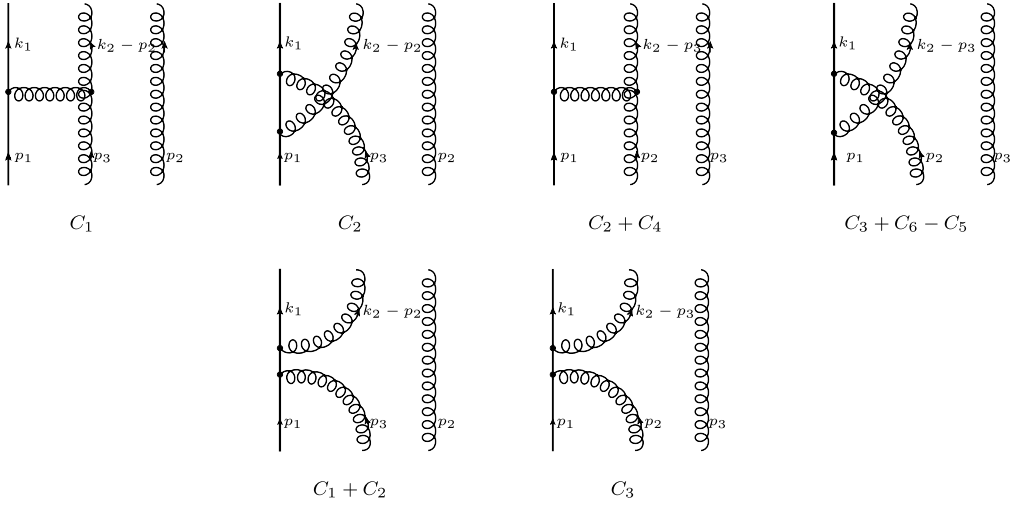 k₁ k₂ − p₂ k₁ k₂ − p₂ k₁ k₂ − p₃ k₁ k₂ − p₃
p₁ p₃ p₂ p₁ p₃ p₂ p₁ p₂ p₃ p₁ p₂ p₃
C₁ C₂ C₂ + C₄ C₃ + C₆ − C₅
k₁ k₂ − p₂ k₁ k₂ − p₃
p₁ p₃ p₂ p₁ p₂ p₃
C₁ + C₂ C₃